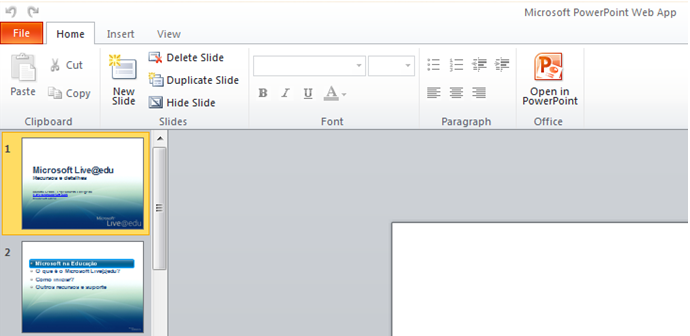 Microsoft PowerPoint Web App
File Home Insert View
Paste
Cut
Copy
Clipboard
New Slide
Delete Slide
Duplicate Slide
Hide Slide
Slides
B I U A
Font
Paragraph
Open in PowerPoint
Office
1
Microsoft Live@edu
Recursos e detalhes
Microsoft
Live@edu
2
Microsoft na Educação
O que é o Microsoft Live@edu?
Como iniciar?
Outros recursos e suporte